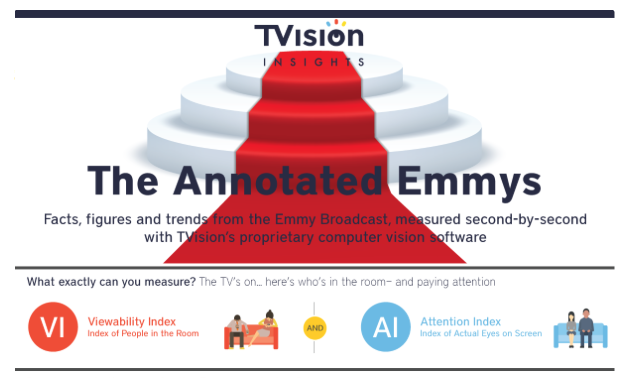 TVision
INSIGHTS
The Annotated Emmys
Facts, figures and trends from the Emmy Broadcast, measured second-by-second
with TVision's proprietary computer vision software
What exactly can you measure? The TV's on... here's who's in the room– and paying attention
VI
Viewability Index
Index of People in the Room
AND
AI
Attention Index
Index of Actual Eyes on Screen